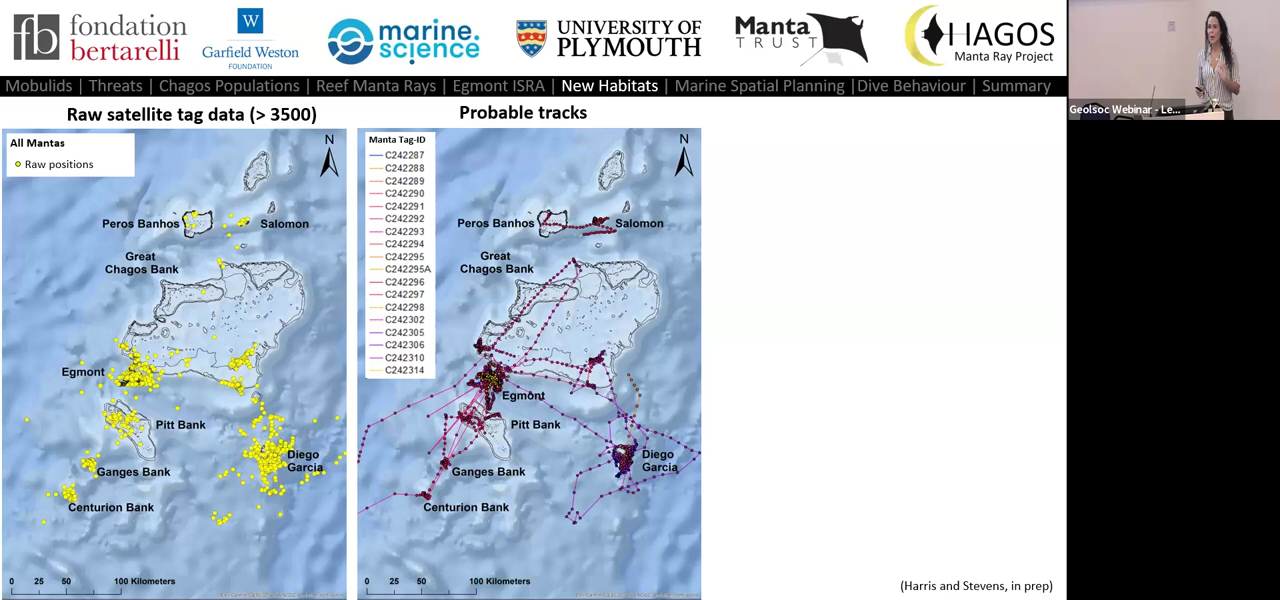 fb fondation bertarelli
W
Garfield Weston
FOUNDATION
marine.
science
UNIVERSITY OF
PLYMOUTH
Manta
TRUST
CHAGOS
Manta Ray Project
Mobulids | Threats | Chagos Populations | Reef Manta Rays | Egmont ISRA | New Habitats | Marine Spatial Planning | Dive Behaviour | Summary
Geolsoc Webinar - Le...
Raw satellite tag data (> 3500)
All Mantas
Raw positions
N
Peros Banhos
Salomon
Great
Chagos Bank
Egmont
Pitt Bank
Diego
Garcia
Ganges Bank
Centurion Bank
0 25 50 100 Kilometers
Probable tracks
Manta Tag-ID
C242287
C242288
C242289
C242290
C242291
C242292
C242293
C242294
C242295
C242295A
C242296
C242297
C242298
C242302
C242305
C242306
C242310
C242314
N
Peros Banhos
Salomon
Great
Chagos Bank
Egmont
Pitt Bank
Diego
Garcia
Ganges Bank
Centurion Bank
0 25 50 100 Kilometers
(Harris and Stevens, in prep)